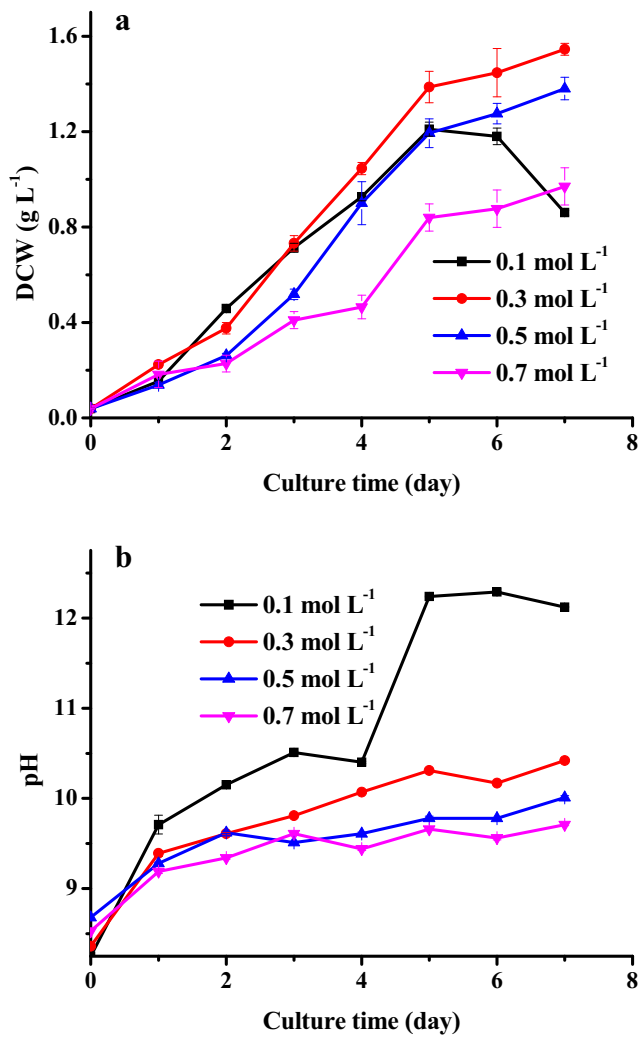 a
1.6
1.2
0.8
0.4
0.0
DCW (g L⁻¹)
0.1 mol L⁻¹
0.3 mol L⁻¹
0.5 mol L⁻¹
0.7 mol L⁻¹
0 2 4 6 8
Culture time (day)
b
12
11
10
9
pH
0.1 mol L⁻¹
0.3 mol L⁻¹
0.5 mol L⁻¹
0.7 mol L⁻¹
0 2 4 6 8
Culture time (day)